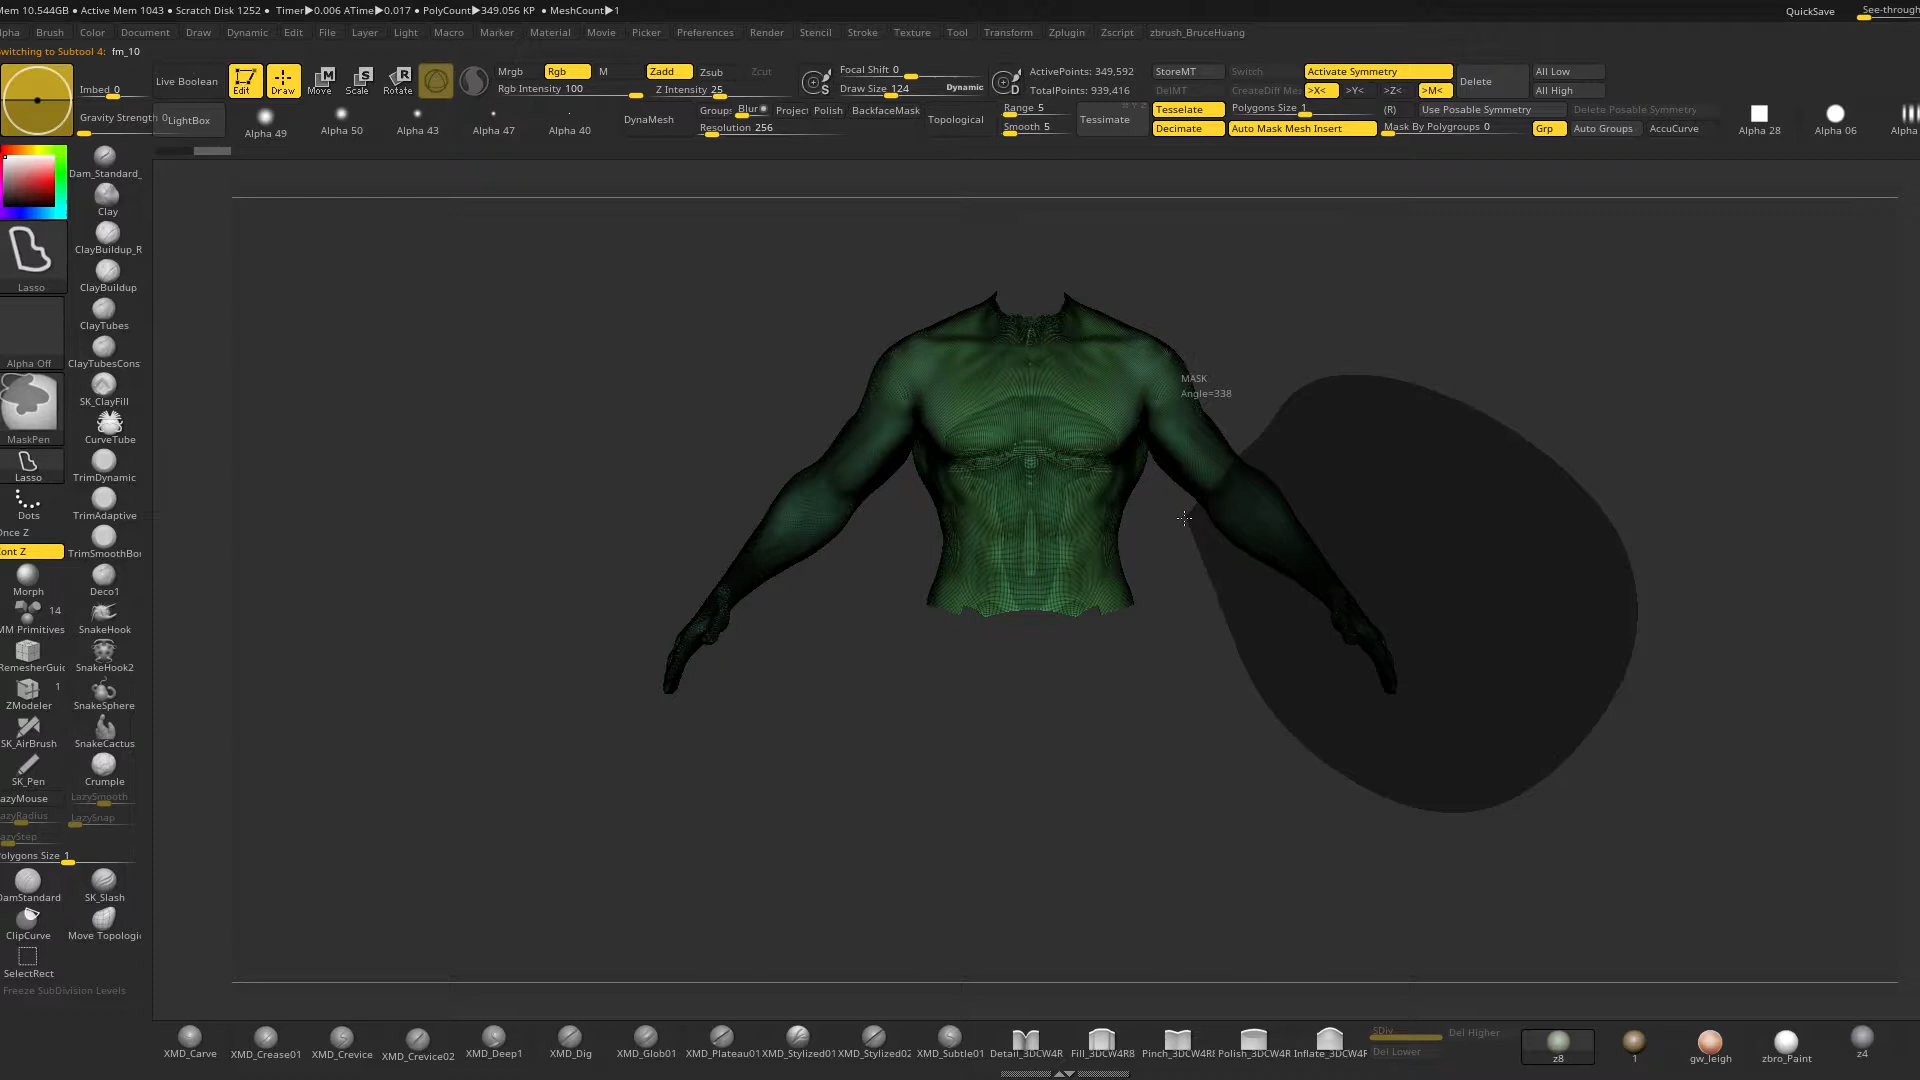 Mem 10.544GB ● Active Mem 1043 ● Scratch Disk 1252 ● Timer▶0.006 ATime▶0.017 ● PolyCount▶349.056 KP ● MeshCount▶1
QuickSave
See-through
lpha Brush Color Document Draw Dynamic Edit File Layer Light Macro Marker Material Movie Picker Preferences Render Stencil Stroke Texture Tool Transform Zplugin Zscript zbrush_BruceHuang
witching to Subtool 4: fm_10
Imbed 0
Gravity Strength 0
Live Boolean
LightBox
Edit
Draw
Move
Scale
Rotate
Mrgb Rgb M Zadd Zsub Zcut
Rgb Intensity 100 Z Intensity 25
Focal Shift 0
Draw Size 124 Dynamic
ActivePoints: 349,592
TotalPoints: 939,416
StoreMT Switch Activate Symmetry Delete All Low
DelMT CreateDiff Mes >X< >Y< >Z< >M< All High
Alpha 49
Alpha 50
Alpha 43
Alpha 47
Alpha 40
DynaMesh
Groups Blur Project Polish BackfaceMask
Resolution 256
Topological
Range 5
Smooth 5
Tessimate
Tesselate Polygons Size 1 (R) Use Posable Symmetry Delete Posable Symmetry
Decimate Auto Mask Mesh Insert Mask By Polygroups 0 Grp Auto Groups AccuCurve
Alpha 28
Alpha 06
Alpha
Dam_Standard_
Clay
ClayBuildup_R
Lasso ClayBuildup
ClayTubes
Alpha Off ClayTubesCons
SK_ClayFill
MaskPen CurveTube
Lasso TrimDynamic
Dots TrimAdaptive
Once Z
Cont Z TrimSmoothBor
Morph Deco1
14
MM Primitives SnakeHook
RemesherGuid SnakeHook2
1
ZModeler SnakeSphere
SK_AirBrush SnakeCactus
SK_Pen Crumple
azyMouse LazySmooth
azyRadius LazySnap
azyStep
Polygons Size 1
DamStandard SK_Slash
ClipCurve Move Topologi
SelectRect
Freeze SubDivision Levels
MASK
Angle=338
XMD_Carve
XMD_Crease01
XMD_Crevice
XMD_Crevice02
XMD_Deep1
XMD_Dig
XMD_Glob01
XMD_Plateau01
XMD_Stylized01
XMD_Stylized02
XMD_Subtle01
Detail_3DCW4R
Fill_3DCW4R8
Pinch_3DCW4R8
Polish_3DCW4R
Inflate_3DCW4R
SDiv Del Higher
Del Lower
z8
1
gw_leigh
zbro_Paint
z4